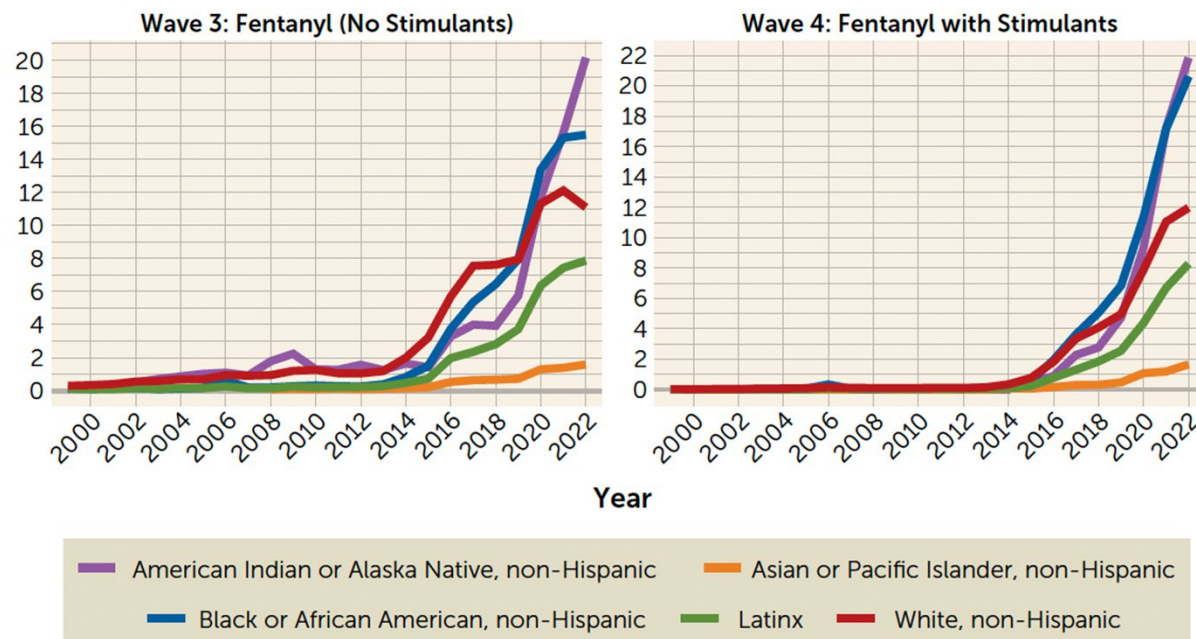 Wave 3: Fentanyl (No Stimulants)
20
18
16
14
12
10
8
6
4
2
0
2000 2002 2004 2006 2008 2010 2012 2014 2016 2018 2020 2022
Wave 4: Fentanyl with Stimulants
22
20
18
16
14
12
10
8
6
4
2
0
2000 2002 2004 2006 2008 2010 2012 2014 2016 2018 2020 2022
Year
American Indian or Alaska Native, non-Hispanic
Asian or Pacific Islander, non-Hispanic
Black or African American, non-Hispanic
Latinx
White, non-Hispanic